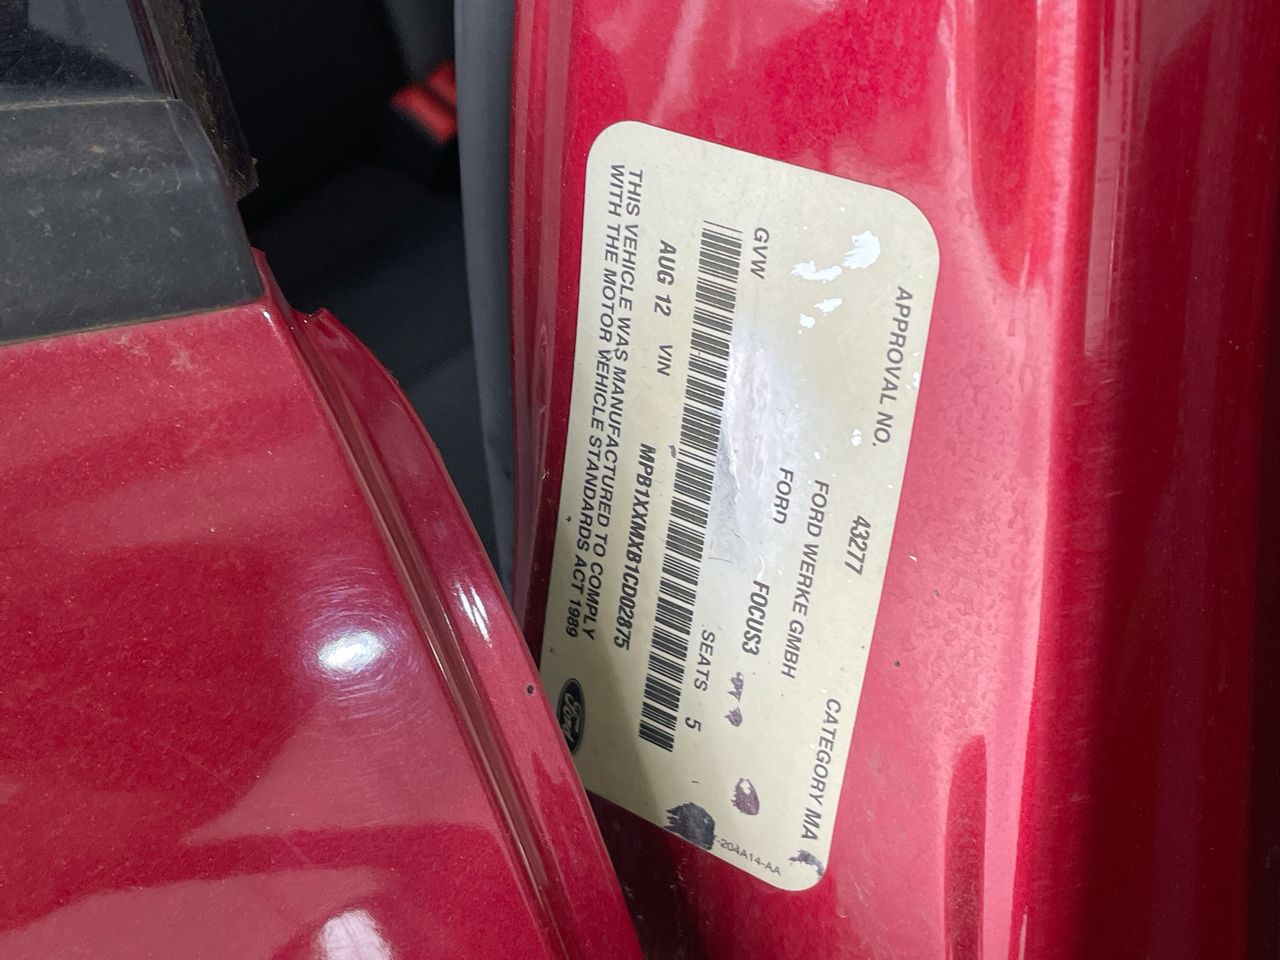 APPROVAL NO. 43277 CATEGORY MA
FORD WERKE GMBH
FORD FOCUS3
GVW SEATS 5
AUG 12 VIN MPB1XXMXB1CD02875
THIS VEHICLE WAS MANUFACTURED TO COMPLY
WITH THE MOTOR VEHICLE STANDARDS ACT 1989
Ford
-204A14-AA